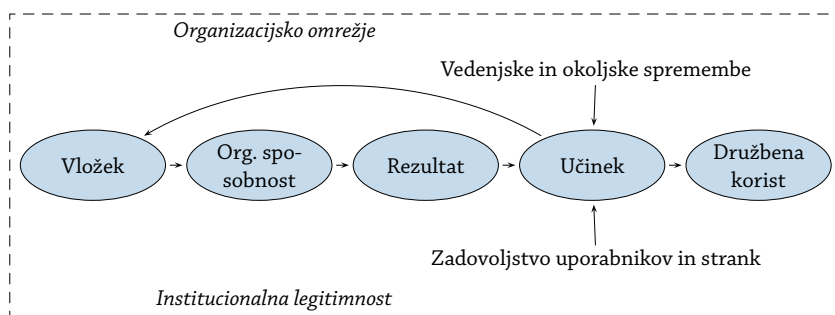 Organizacijsko omrežje
Vedenjske in okoljske spremembe
Vložek
Org. spo-
sobnost
Rezultat
Učinek
Družbena
korist
Zadovoljstvo uporabnikov in strank
Institucionalna legitimnost